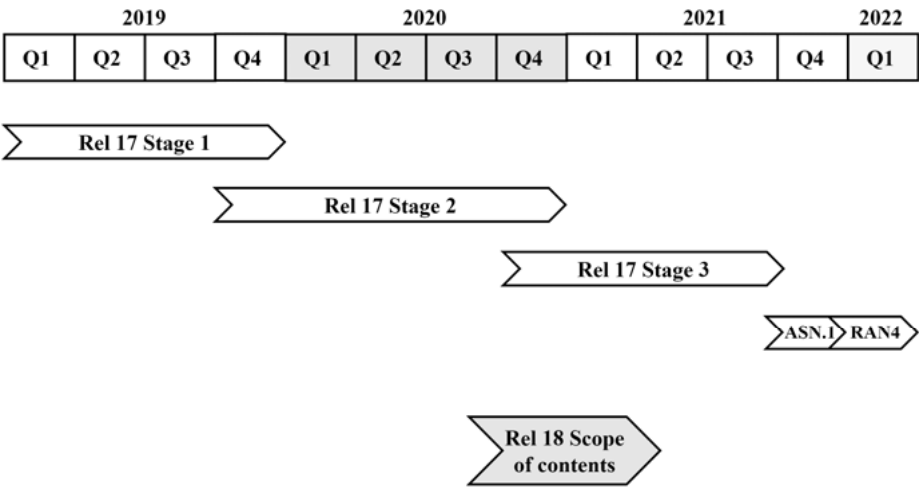 2019 2020 2021 2022
Q1 Q2 Q3 Q4 Q1 Q2 Q3 Q4 Q1 Q2 Q3 Q4 Q1
Rel 17 Stage 1
Rel 17 Stage 2
Rel 17 Stage 3
ASN.1 RAN4
Rel 18 Scope
of contents